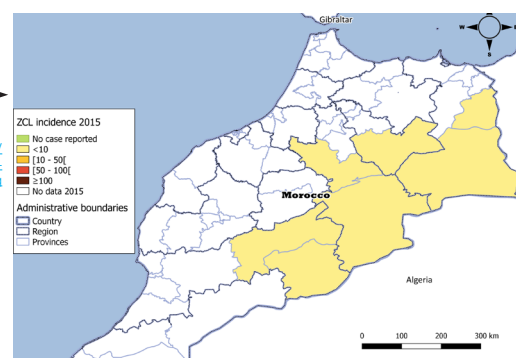 Gibraltar
W
S
ZCL incidence 2015
No case reported
<10
[10 - 50[
[50 - 100[
≥100
No data 2015
Administrative boundaries
Country
Region
Provinces
Morocco
Algeria
0 100 200 300 km